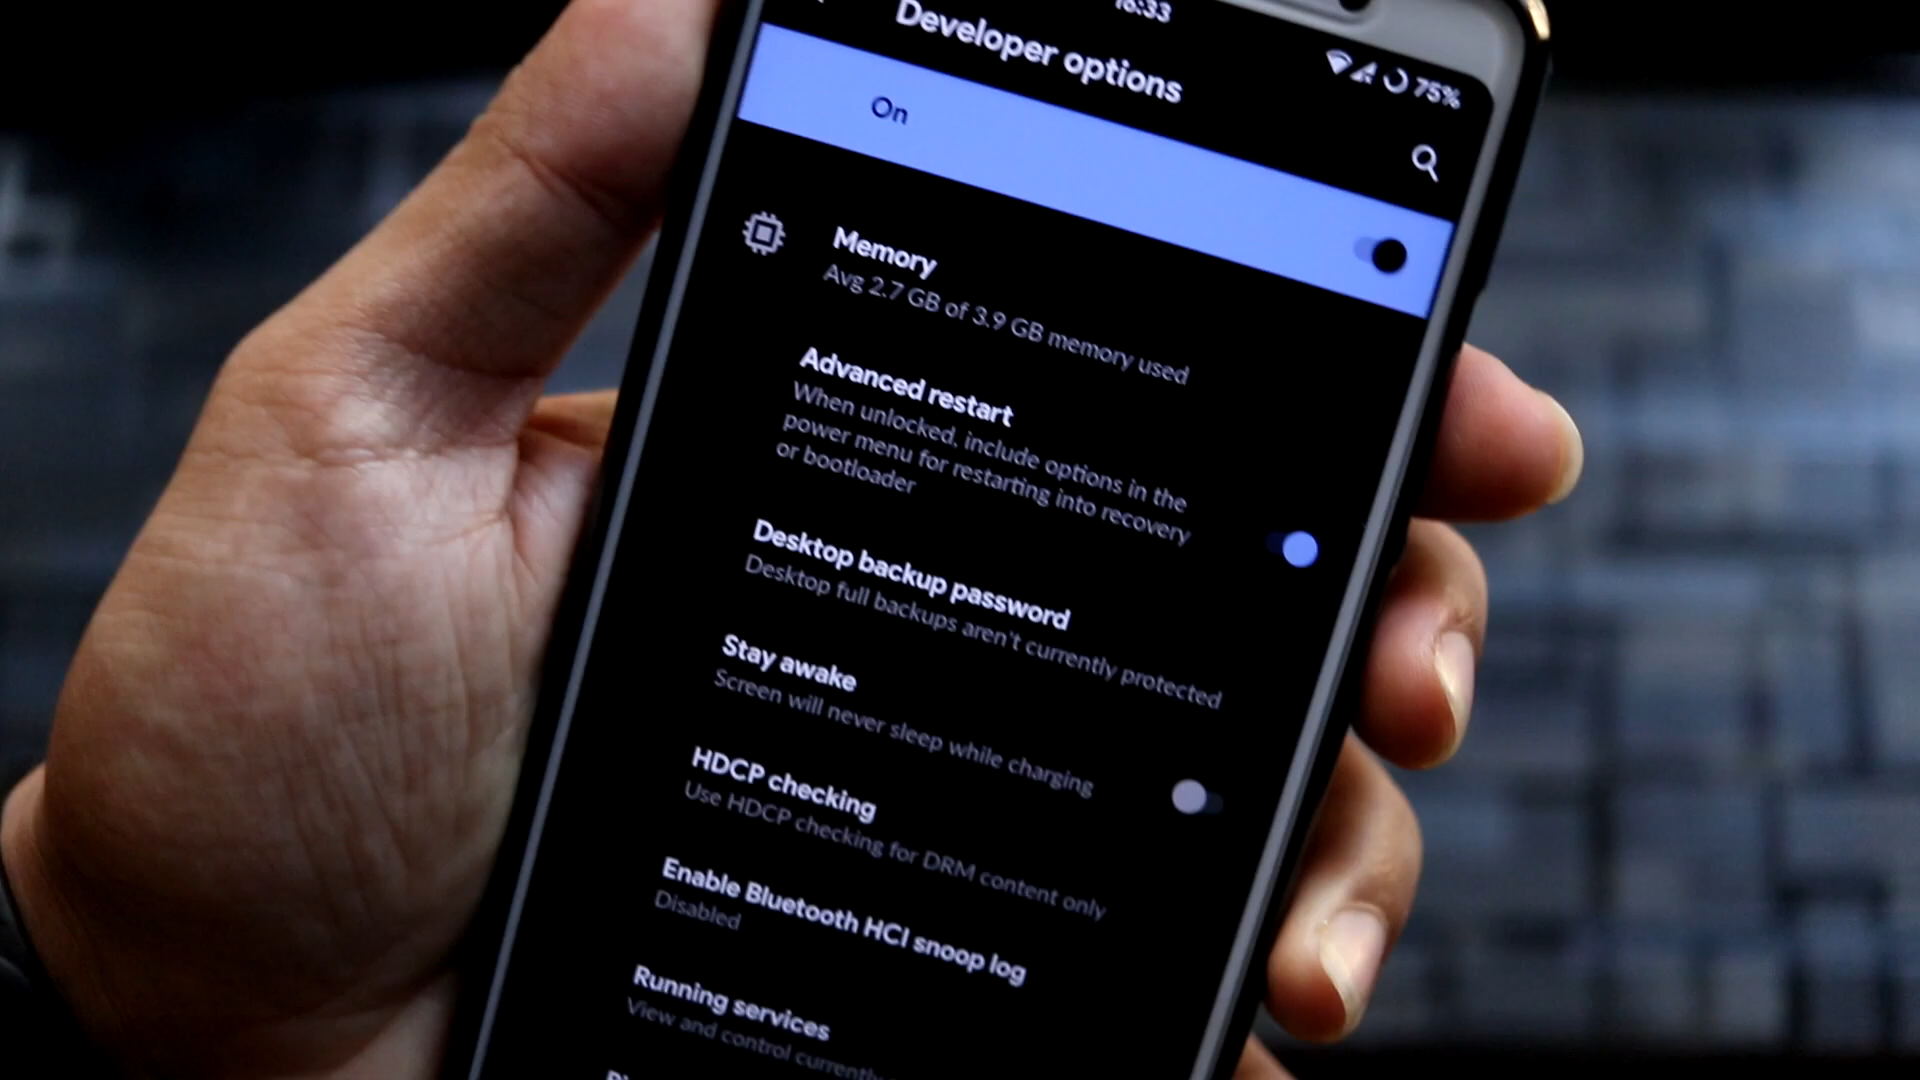 16:33
75%
Developer options
On
Memory
Avg 2.7 GB of 3.9 GB memory used
Advanced restart
When unlocked, include options in the
power menu for restarting into recovery
or bootloader
Desktop backup password
Desktop full backups aren't currently protected
Stay awake
Screen will never sleep while charging
HDCP checking
Use HDCP checking for DRM content only
Enable Bluetooth HCI snoop log
Disabled
Running services
View and control currently